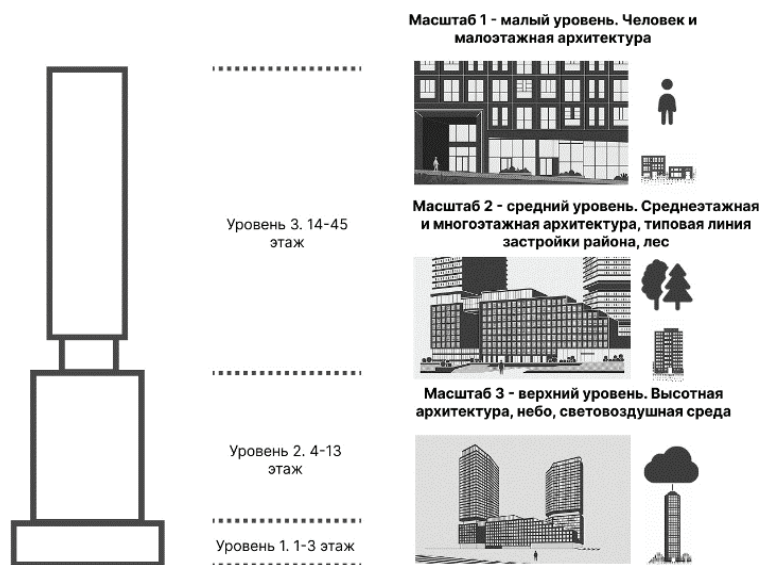 Масштаб 1 - малый уровень. Человек и
малоэтажная архитектура
Уровень 3. 14-45
этаж
Масштаб 2 - средний уровень. Среднеэтажная
и многоэтажная архитектура, типовая линия
застройки района, лес
Масштаб 3 - верхний уровень. Высотная
архитектура, небо, световоздушная среда
Уровень 2. 4-13
этаж
Уровень 1. 1-3 этаж